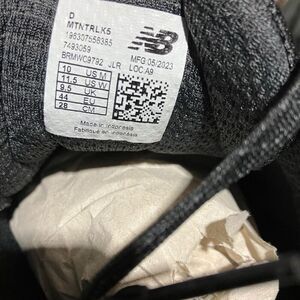 D
MTNTRLK5
196307558385
7493059
BRMWC9792 JLR
MFG 05/2023
LOC A9
10 US M
11.5 US W
9.5 UK
44 EU
28 CM
Made in Indonesia
Fabriqué en Indonésie